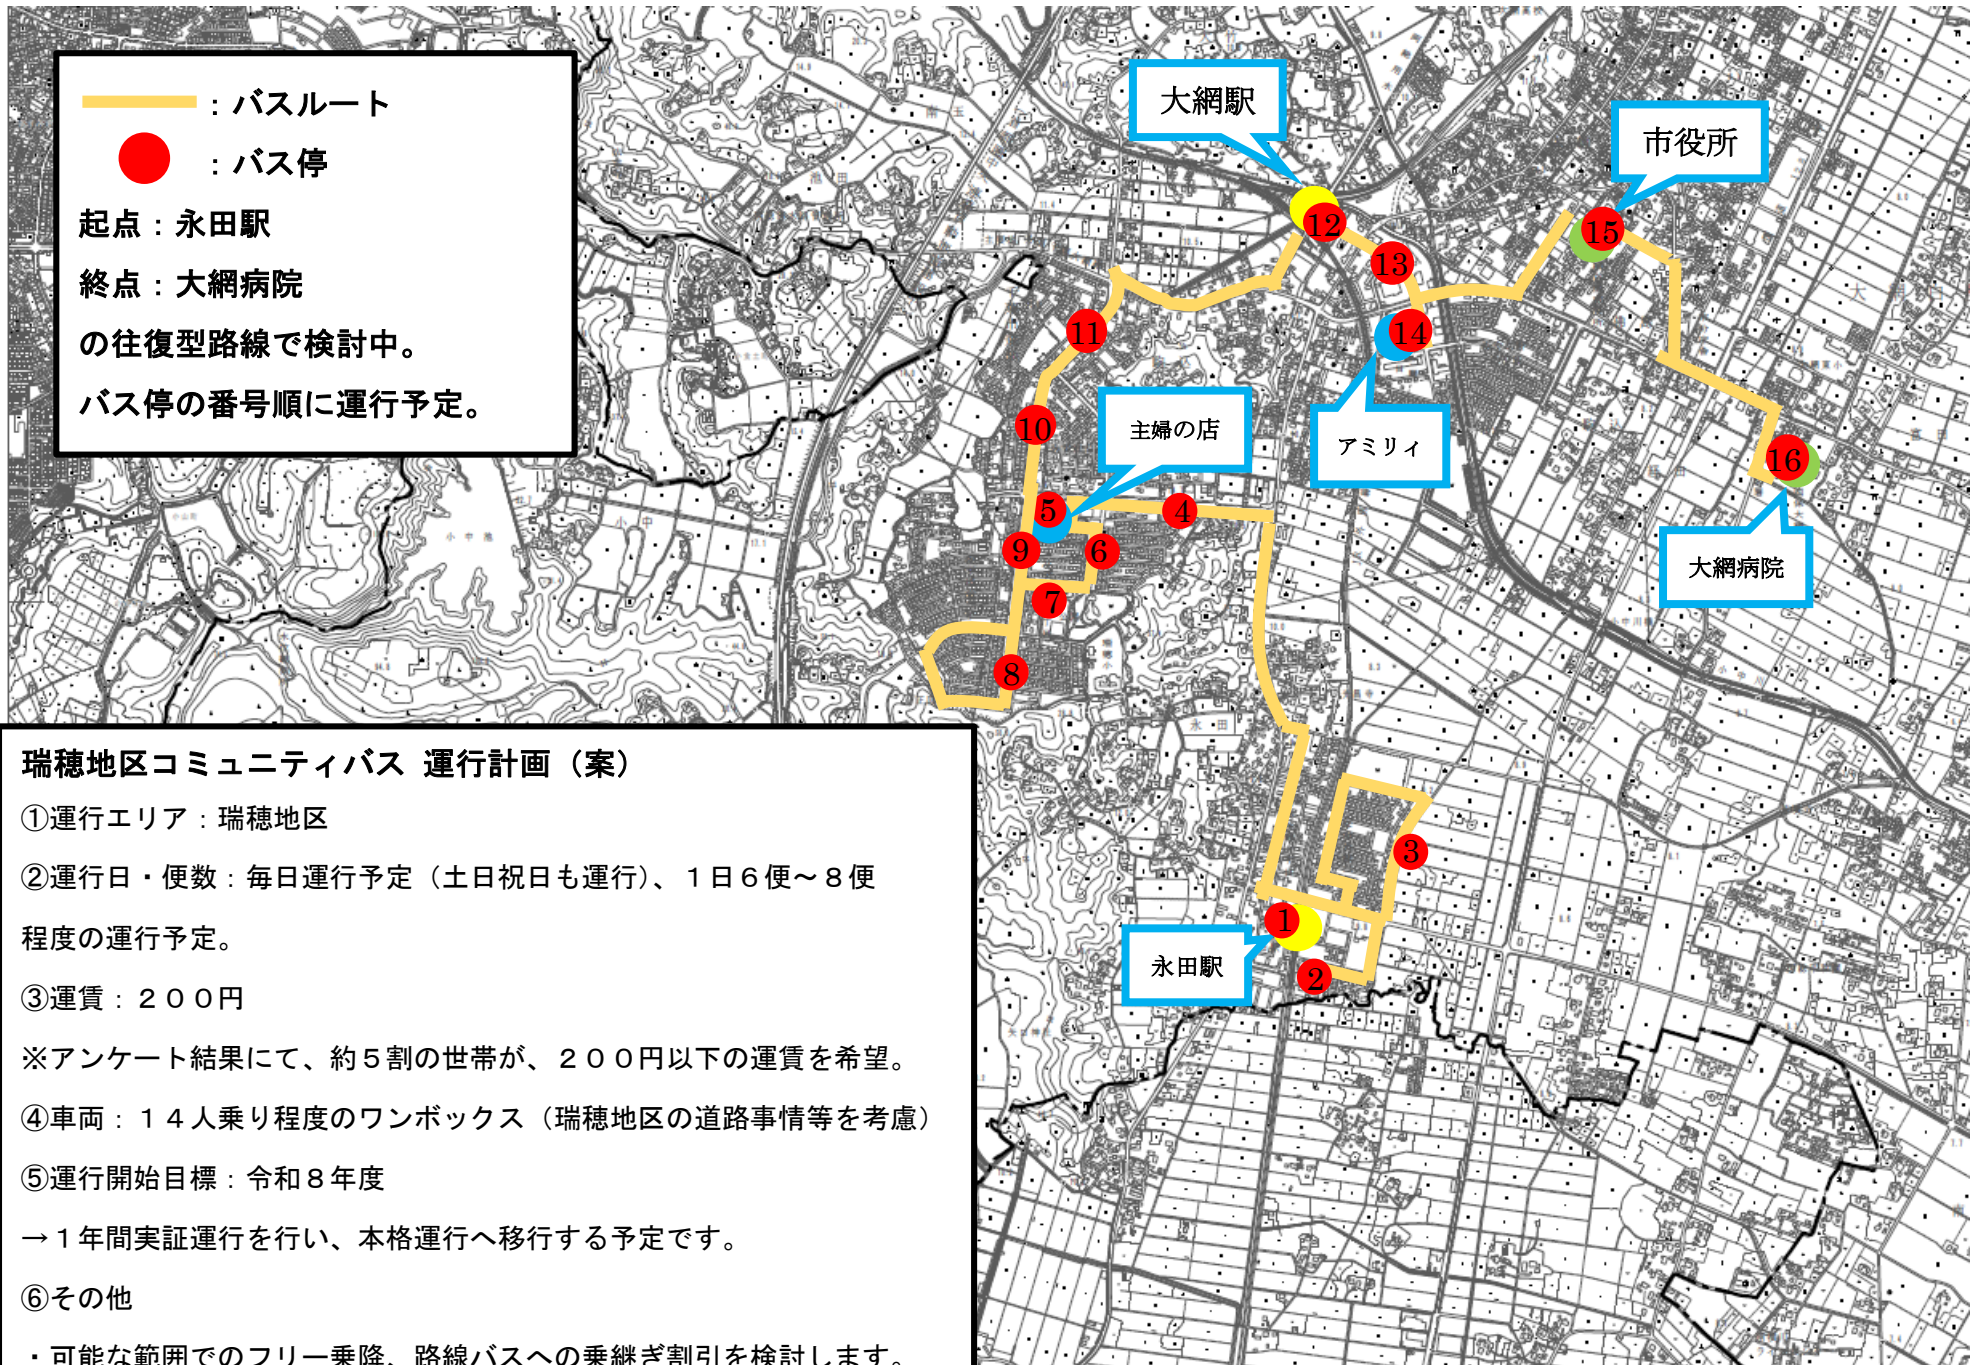 ：バスルート
：バス停
起点：永田駅
終点：大網病院
の往復型路線で検討中。
バス停の番号順に運行予定。
大網駅
市役所
12
15
13
11
14
主婦の店
アミリィ
10
16
5
4
9
6
大網病院
7
8
3
1
永田駅
2
小中池
永田
池田
南玉
小中
瑞穂地区コミュニティバス 運行計画（案）
①運行エリア：瑞穂地区
②運行日・便数：毎日運行予定（土日祝日も運行）、１日６便～８便
程度の運行予定。
③運賃：２００円
※アンケート結果にて、約５割の世帯が、２００円以下の運賃を希望。
④車両：１４人乗り程度のワンボックス（瑞穂地区の道路事情等を考慮）
⑤運行開始目標：令和８年度
→１年間実証運行を行い、本格運行へ移行する予定です。
⑥その他
・可能な範囲でのフリー乗降、路線バスへの乗継ぎ割引を検討します。